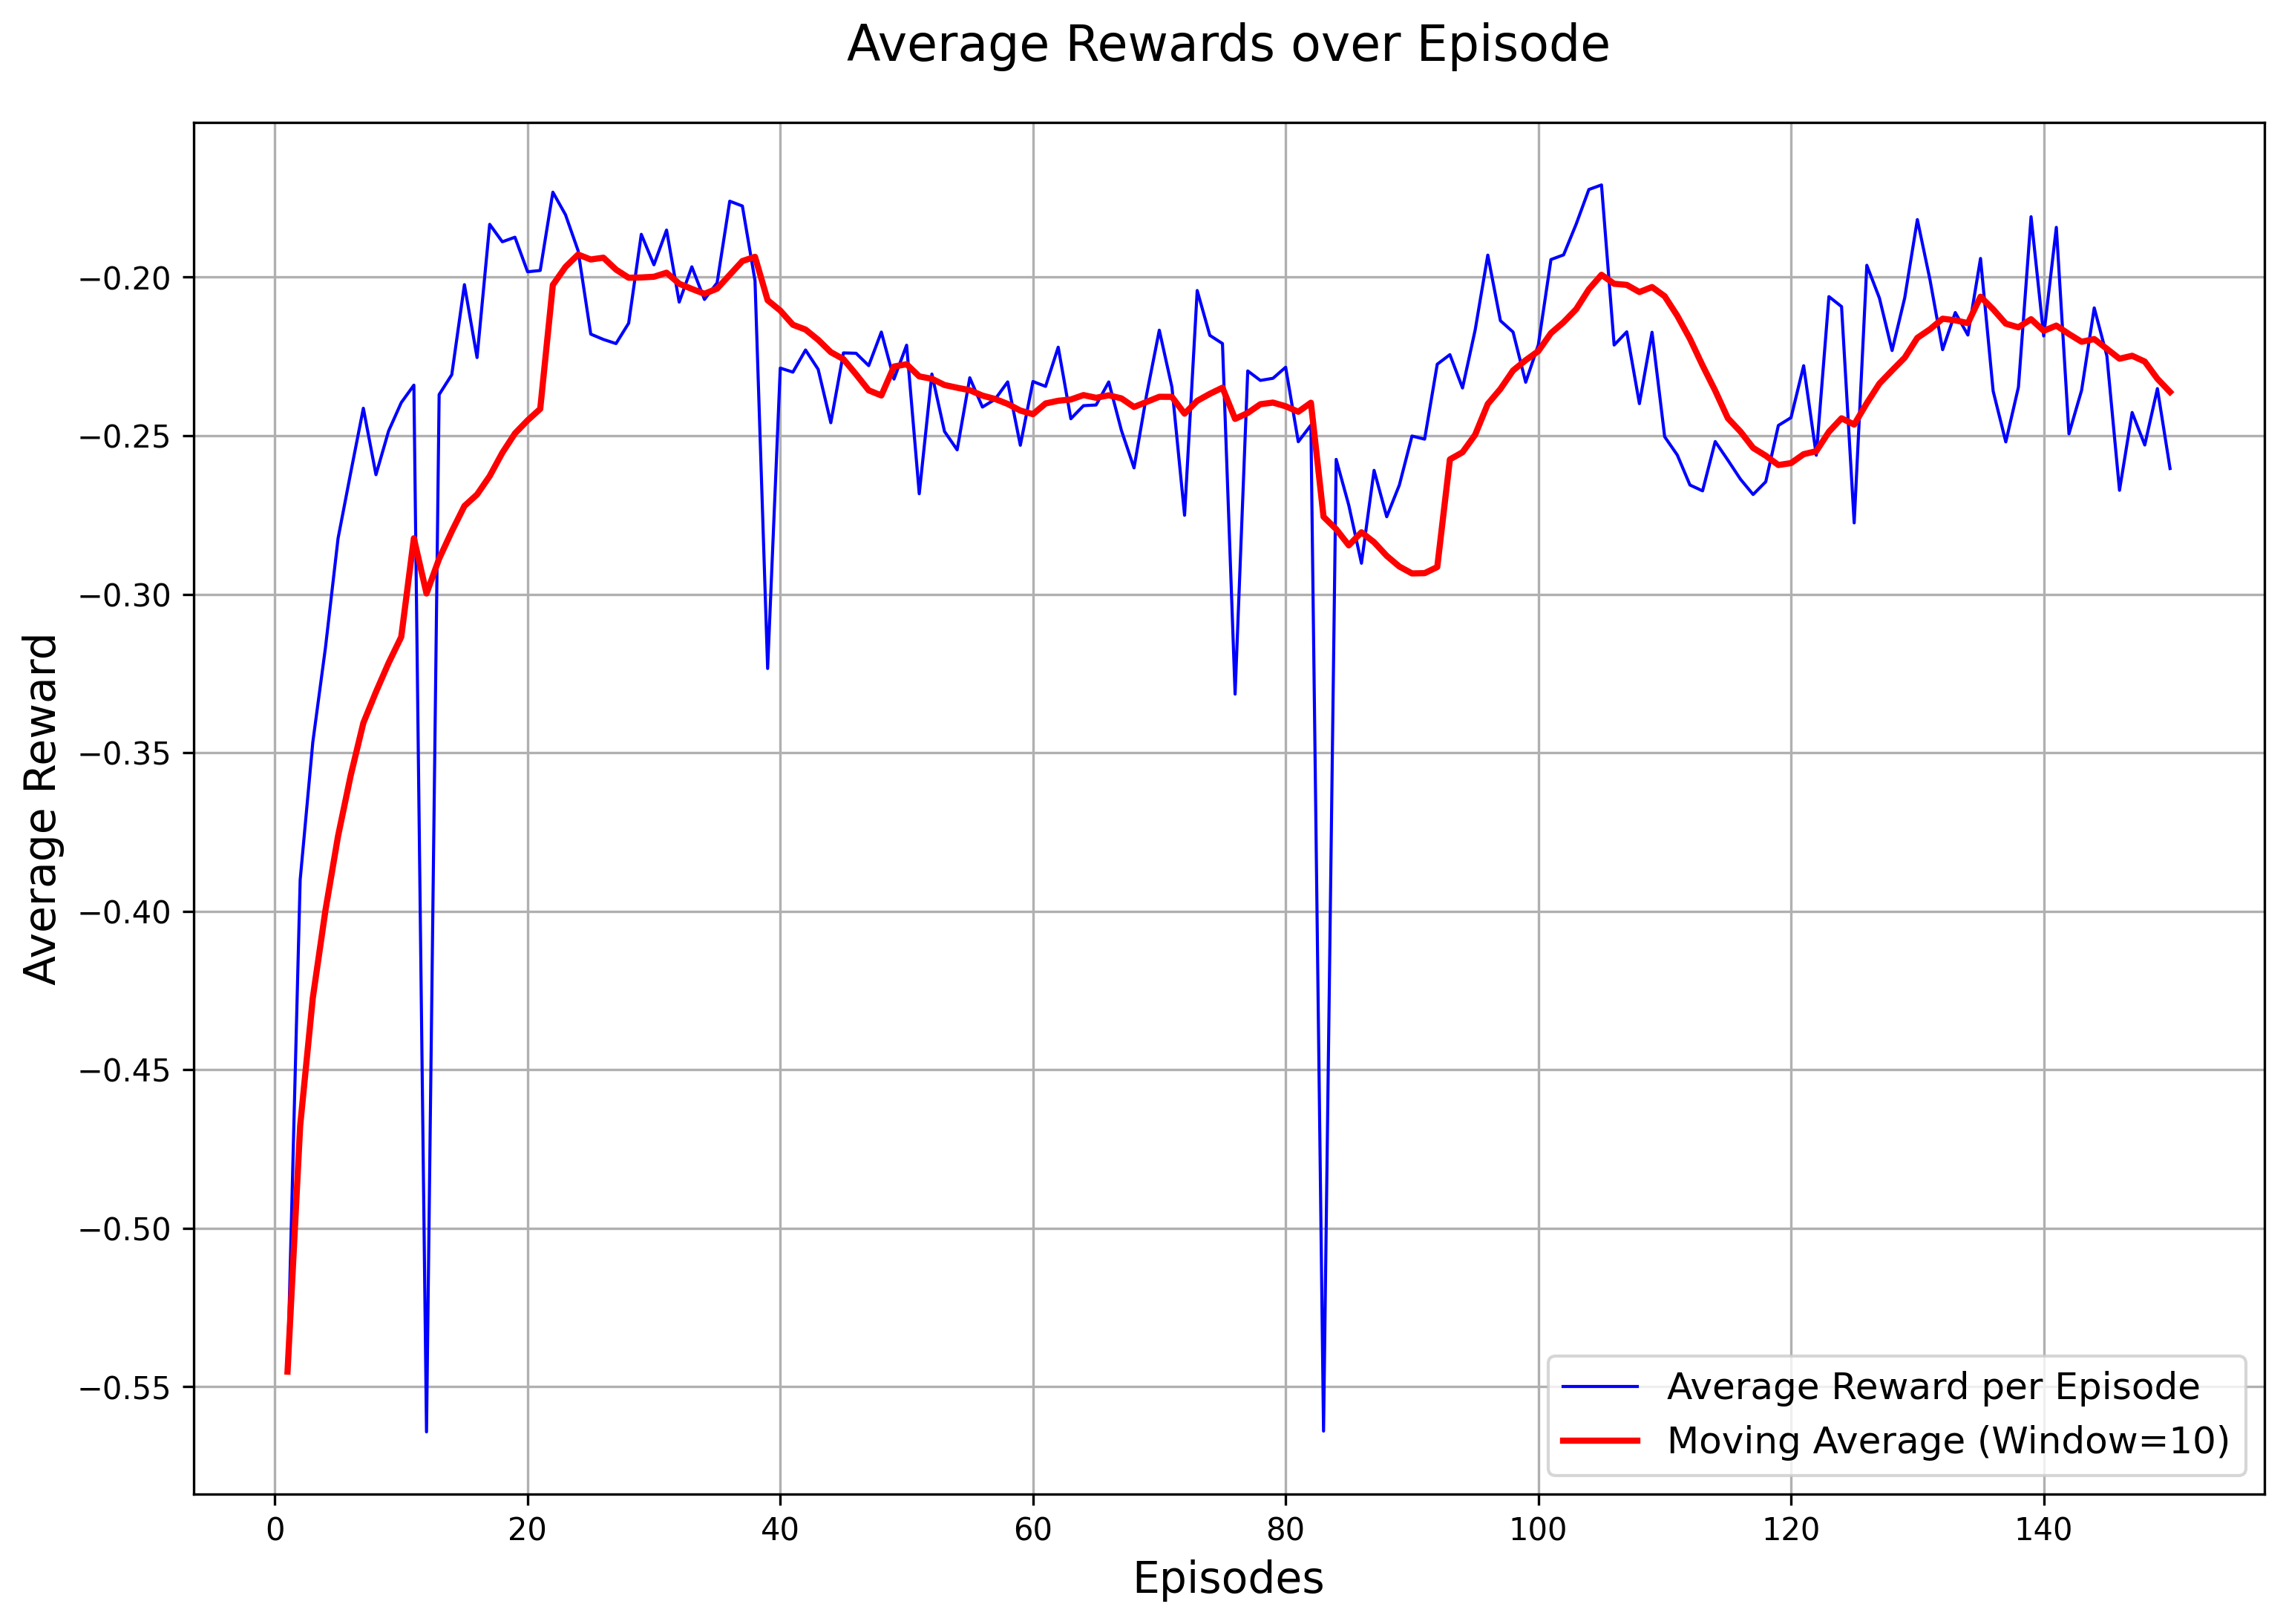 Average Rewards over Episode
Average Reward
−0.20
−0.25
−0.30
−0.35
−0.40
−0.45
−0.50
−0.55
0 20 40 60 80 100 120 140
Episodes
Average Reward per Episode
Moving Average (Window=10)